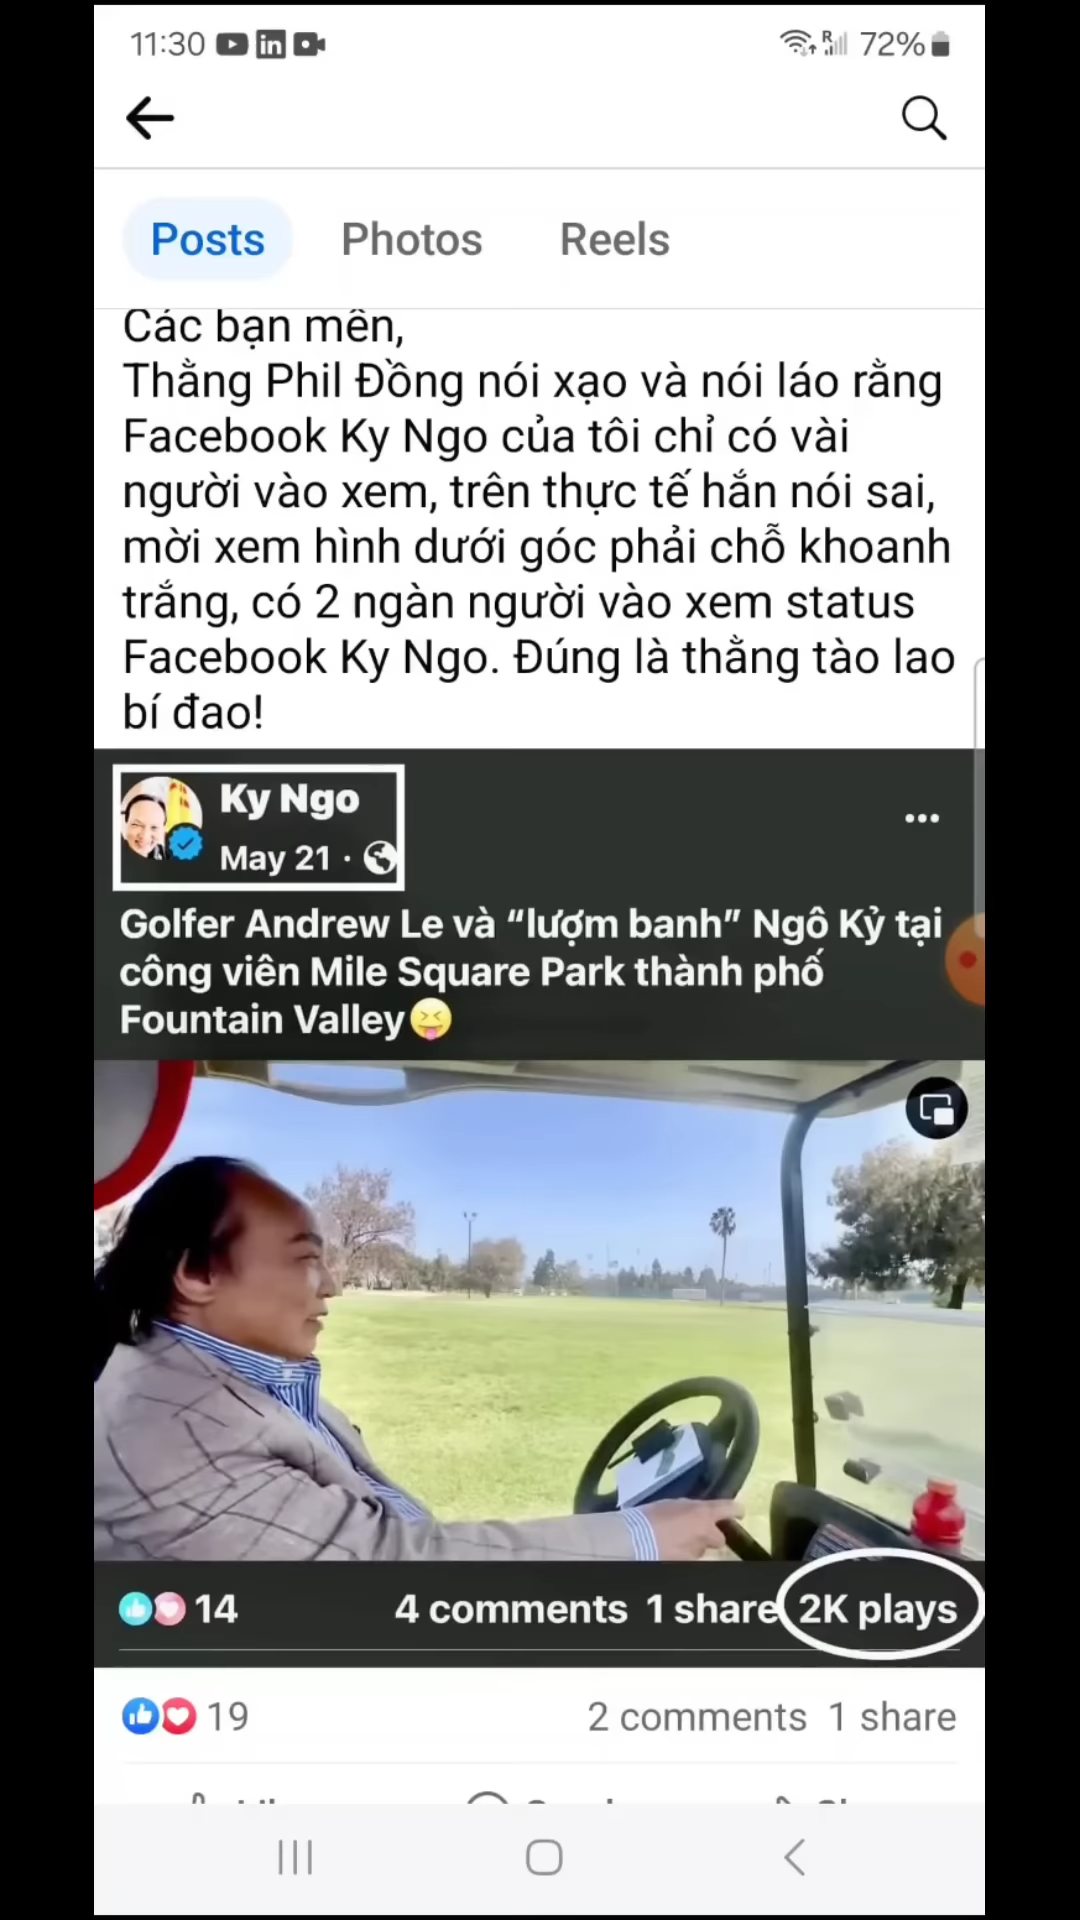 11:30
72%
Posts Photos Reels
Các bạn mến,
Thằng Phil Đồng nói xạo và nói láo rằng
Facebook Ky Ngo của tôi chỉ có vài
người vào xem, trên thực tế hắn nói sai,
mời xem hình dưới góc phải chỗ khoanh
trắng, có 2 ngàn người vào xem status
Facebook Ky Ngo. Đúng là thằng tào lao
bí đao!
Ky Ngo
May 21 ·
Golfer Andrew Le và “lượm banh” Ngô Kỷ tại
công viên Mile Square Park thành phố
Fountain Valley😝
14 4 comments 1 share 2K plays
19 2 comments 1 share